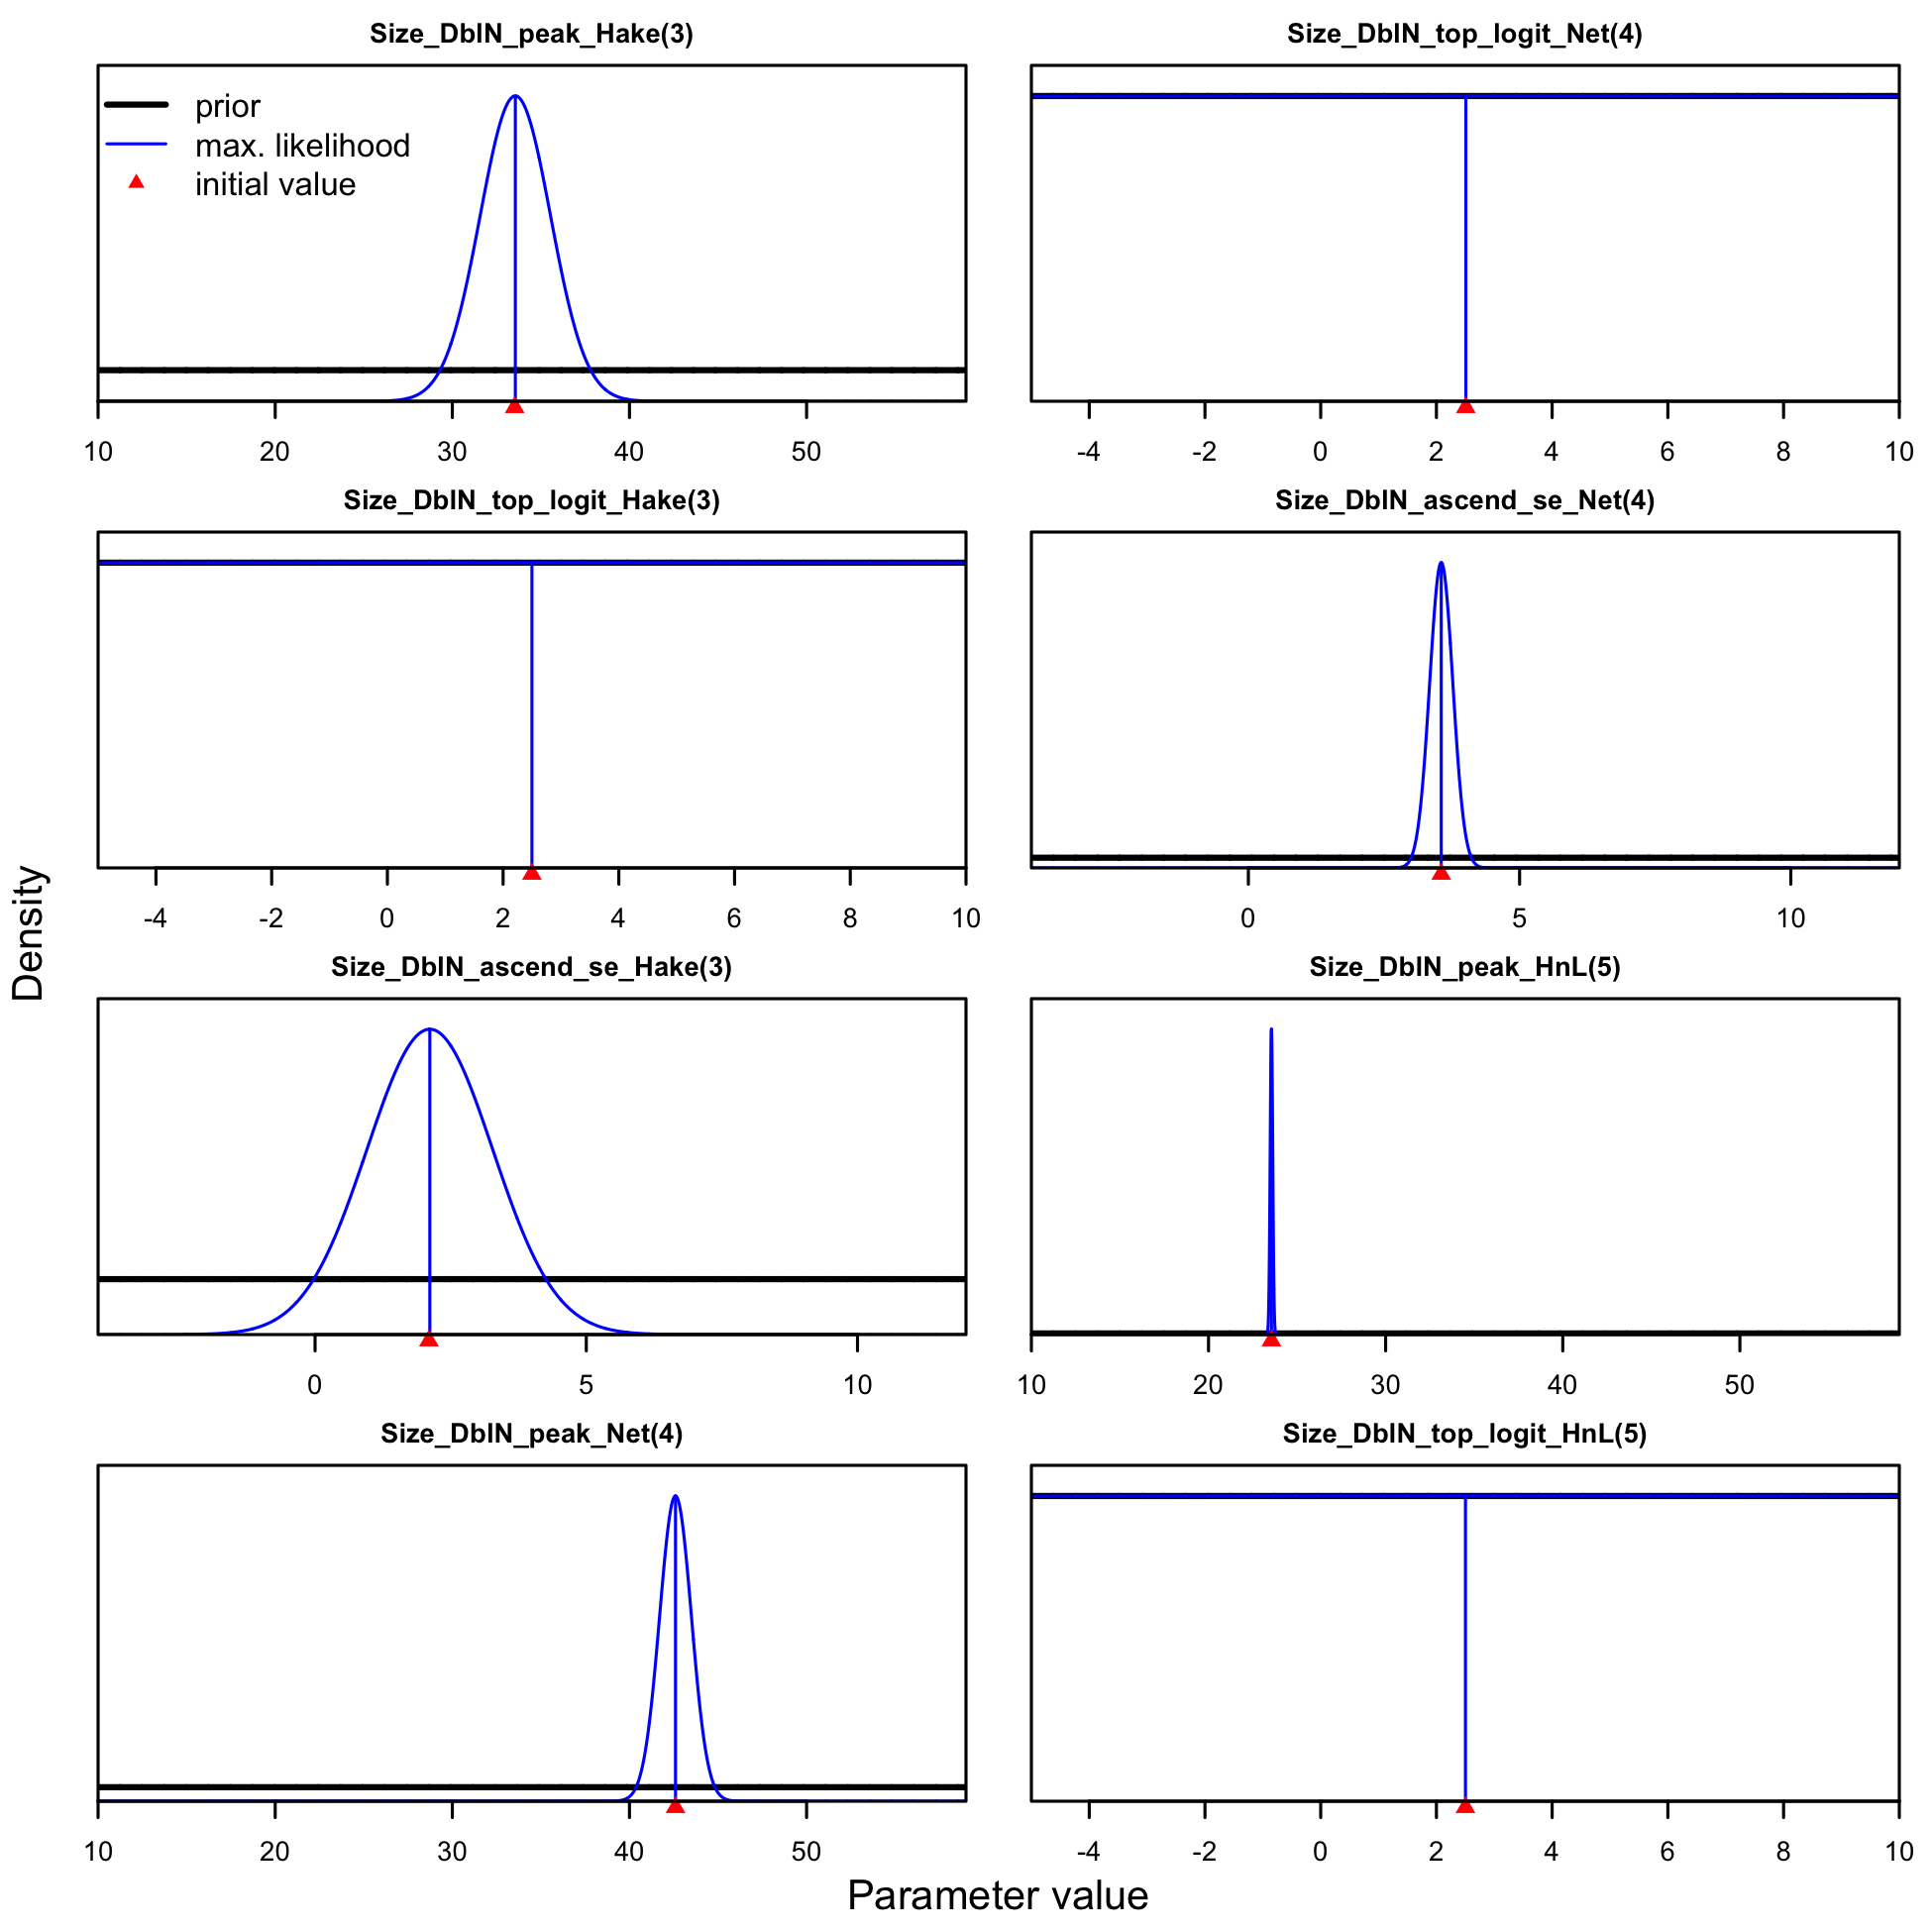 Size_DblN_peak_Hake(3)
prior
max. likelihood
initial value
10 20 30 40 50
Size_DblN_top_logit_Net(4)
-4 -2 0 2 4 6 8 10
Size_DblN_top_logit_Hake(3)
-4 -2 0 2 4 6 8 10
Size_DblN_ascend_se_Net(4)
0 5 10
Size_DblN_ascend_se_Hake(3)
0 5 10
Size_DblN_peak_HnL(5)
10 20 30 40 50
Size_DblN_peak_Net(4)
10 20 30 40 50
Size_DblN_top_logit_HnL(5)
-4 -2 0 2 4 6 8 10
Density
Parameter value